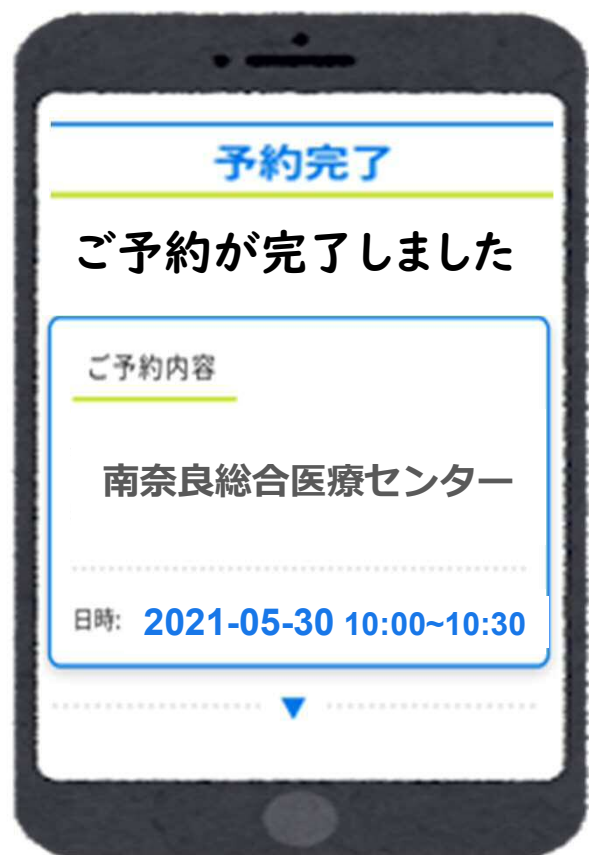 予約完了
ご予約が完了しました
ご予約内容
南奈良総合医療センター
日時: 2021-05-30 10:00~10:30